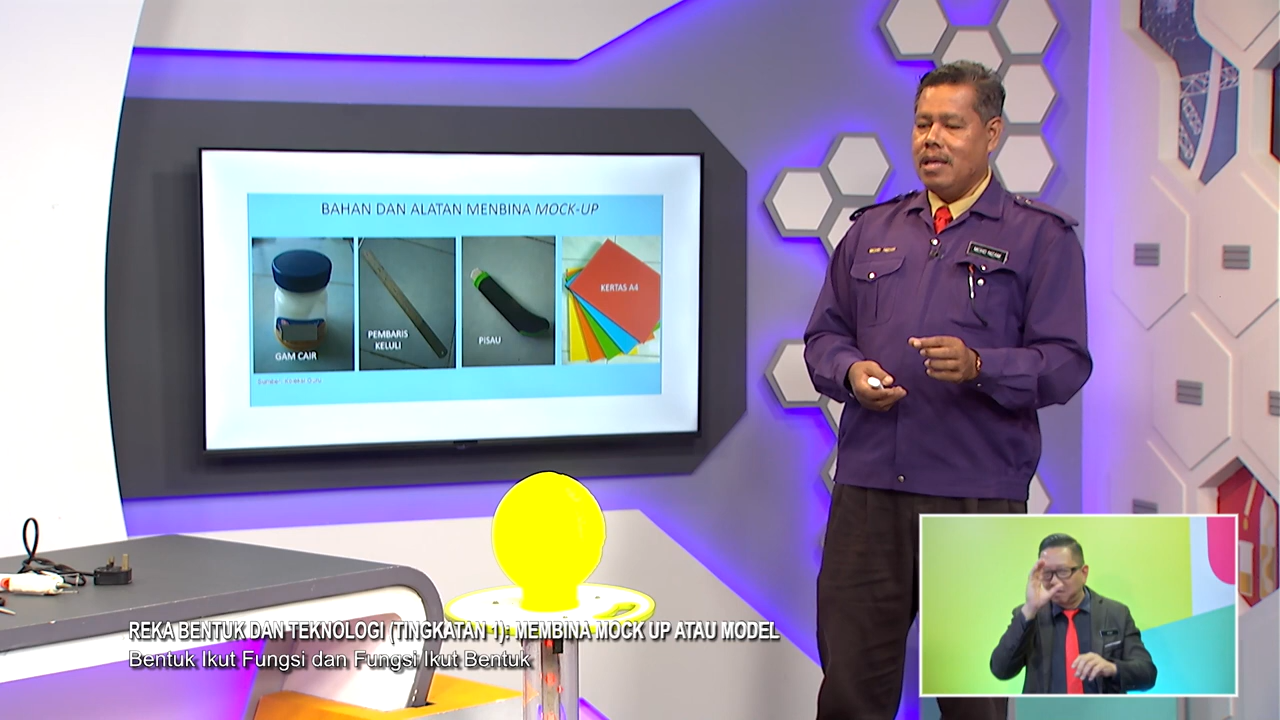 BAHAN DAN ALATAN MENBINA MOCK-UP
GAM CAIR
PEMBARIS
KELULI
PISAU
KERTAS A4
REKA BENTUK DAN TEKNOLOGI (TINGKATAN 1): MEMBINA MOCK UP ATAU MODEL
Bentuk Ikut Fungsi dan Fungsi Ikut Bentuk